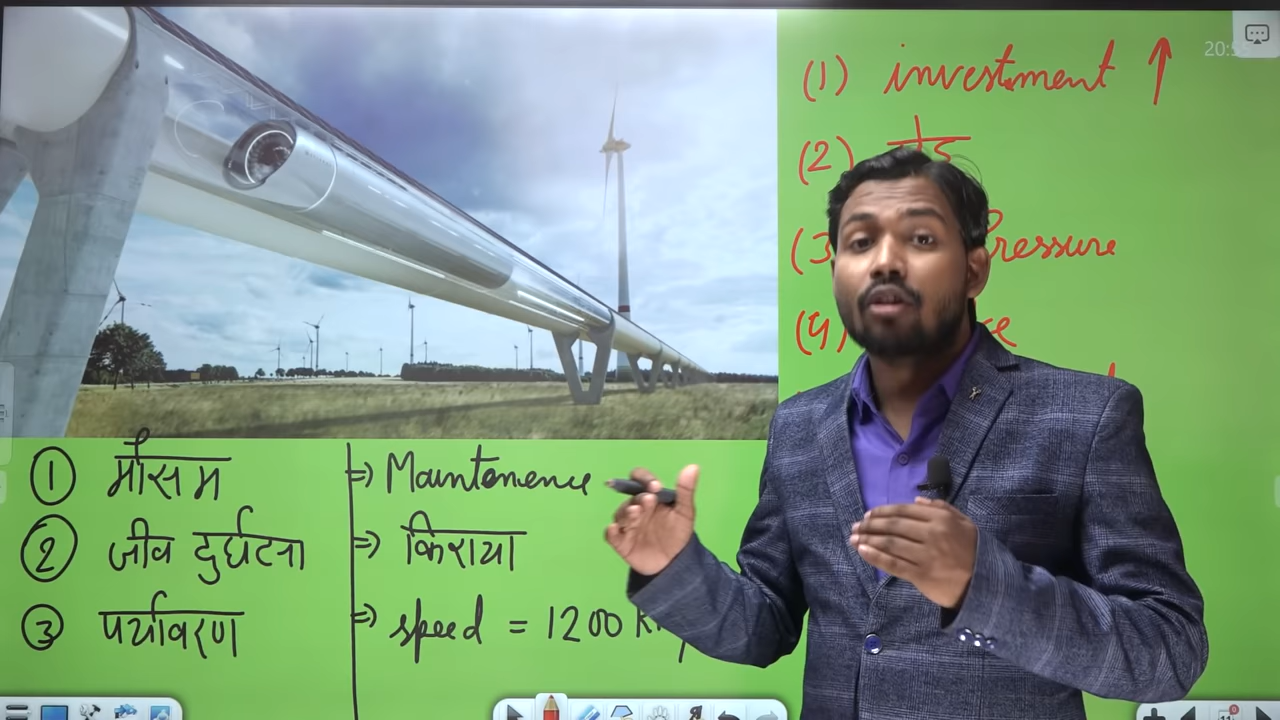 (1) investment ↑
(2)
(3) Pressure
(4)
① मौसम
② जीव दुर्घटना
③ पर्यावरण
⇒ Maintenence
⇒ किराया
⇒ speed = 1200